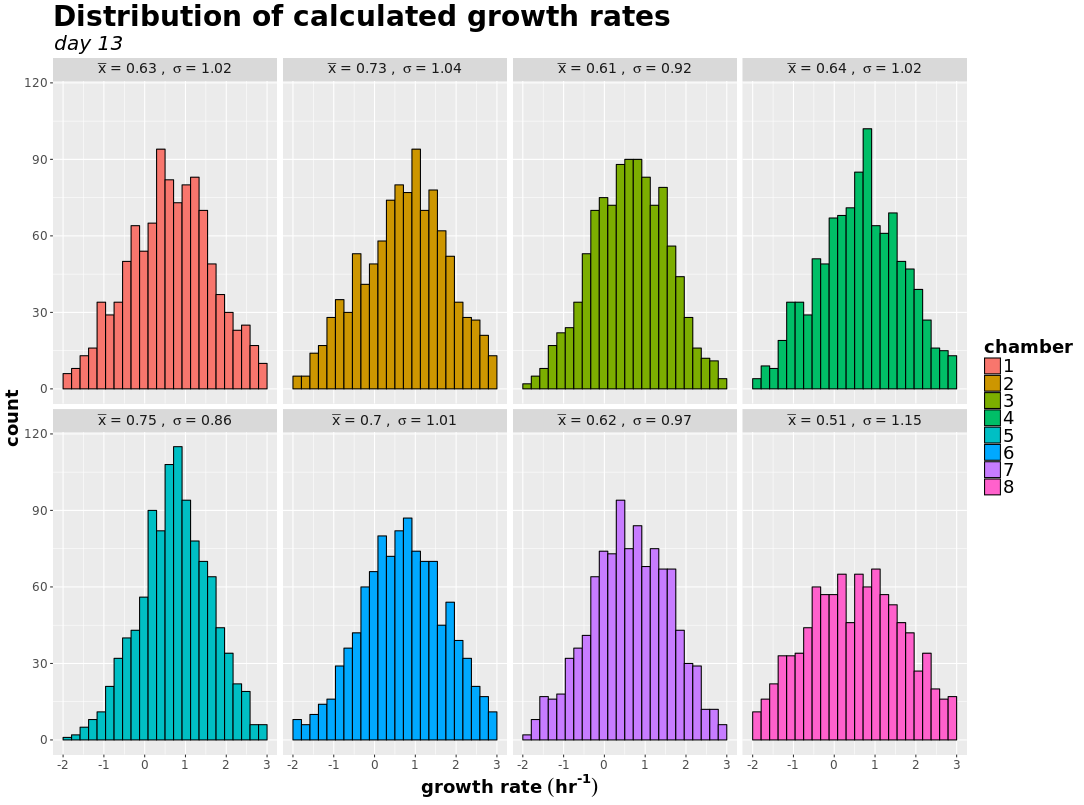 Distribution of calculated growth rates
day 13
x̅ = 0.63 , σ = 1.02
x̅ = 0.73 , σ = 1.04
x̅ = 0.61 , σ = 0.92
x̅ = 0.64 , σ = 1.02
120
90
60
30
0
count
x̅ = 0.75 , σ = 0.86
x̅ = 0.7 , σ = 1.01
x̅ = 0.62 , σ = 0.97
x̅ = 0.51 , σ = 1.15
120
90
60
30
0
-2 -1 0 1 2 3
-2 -1 0 1 2 3
-2 -1 0 1 2 3
-2 -1 0 1 2 3
growth rate (hr⁻¹)
chamber
1
2
3
4
5
6
7
8